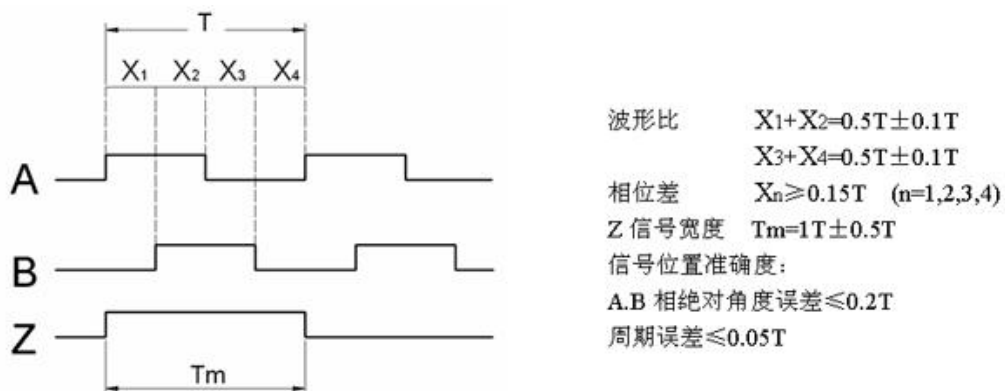 T
X1 X2 X3 X4
A
B
Z
Tm
波形比 X1+X2=0.5T±0.1T
X3+X4=0.5T±0.1T
相位差 Xn≥0.15T (n=1,2,3,4)
Z 信号宽度 Tm=1T±0.5T
信号位置准确度：
A.B 相绝对角度误差≤0.2T
周期误差≤0.05T